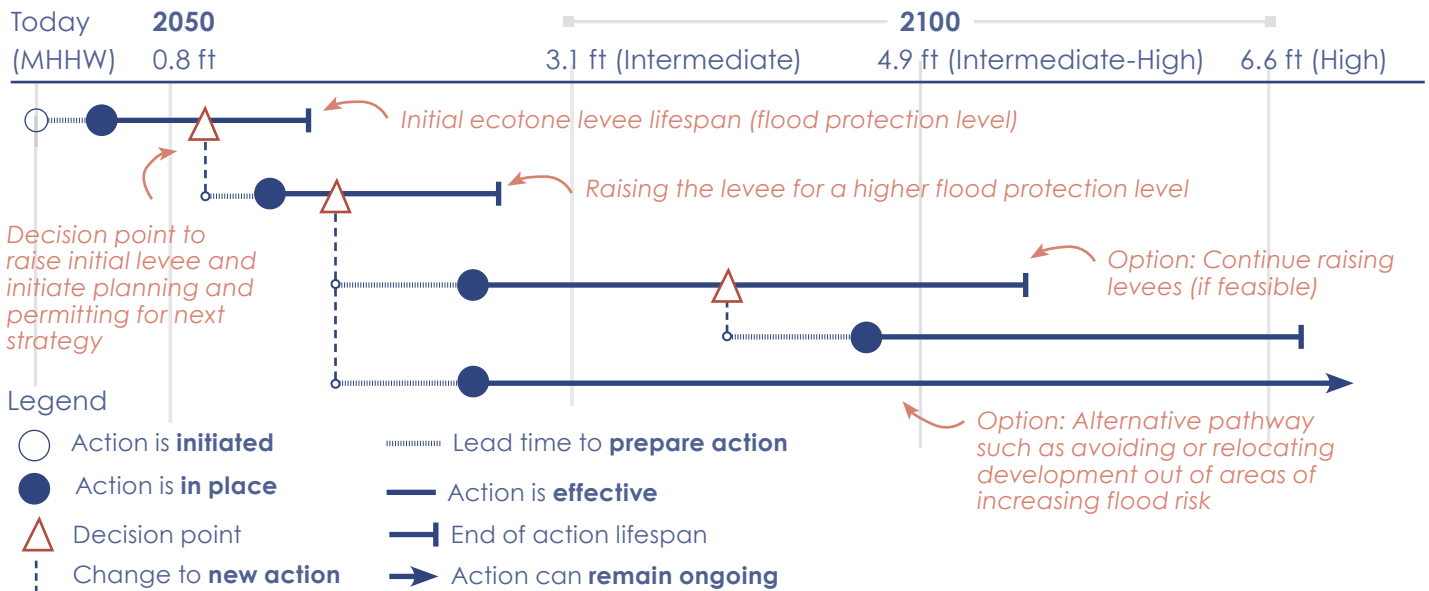 Today 2050 2100
(MHHW) 0.8 ft 3.1 ft (Intermediate) 4.9 ft (Intermediate-High) 6.6 ft (High)
Initial ecotone levee lifespan (flood protection level)
Raising the levee for a higher flood protection level
Decision point to
raise initial levee and
initiate planning and
permitting for next
strategy
Option: Continue raising
levees (if feasible)
Option: Alternative pathway
such as avoiding or relocating
development out of areas of
increasing flood risk
Legend
Action is initiated
Action is in place
Decision point
Change to new action
Lead time to prepare action
Action is effective
End of action lifespan
Action can remain ongoing